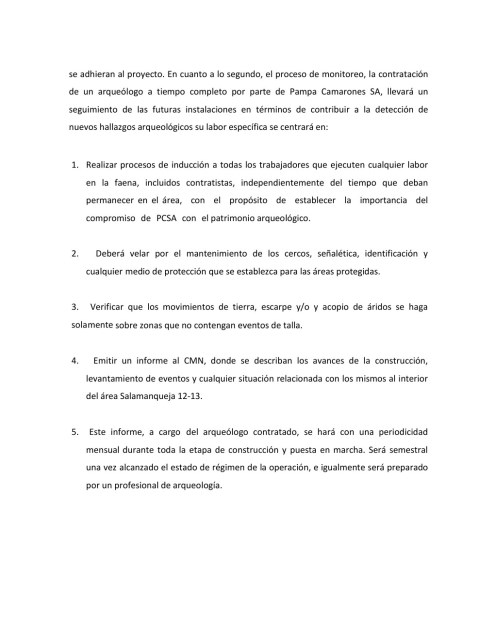 se adhieran al proyecto. En cuanto a lo segundo, el proceso de monitoreo, la contratación
de un arqueólogo a tiempo completo por parte de Pampa Camarones SA, llevará un
seguimiento de las futuras instalaciones en términos de contribuir a la detección de
nuevos hallazgos arqueológicos su labor específica se centrará en:
1. Realizar procesos de inducción a todas los trabajadores que ejecuten cualquier labor
en la faena, incluidos contratistas, independientemente del tiempo que deban
permanecer en el área, con el propósito de establecer la importancia del
compromiso de PCSA con el patrimonio arqueológico.
2. Deberá velar por el mantenimiento de los cercos, señalética, identificación y
cualquier medio de protección que se establezca para las áreas protegidas.
3. Verificar que los movimientos de tierra, escarpe y/o y acopio de áridos se haga
solamente sobre zonas que no contengan eventos de talla.
4. Emitir un informe al CMN, donde se describan los avances de la construcción,
levantamiento de eventos y cualquier situación relacionada con los mismos al interior
del área Salamanqueja 12-13.
5. Este informe, a cargo del arqueólogo contratado, se hará con una periodicidad
mensual durante toda la etapa de construcción y puesta en marcha. Será semestral
una vez alcanzado el estado de régimen de la operación, e igualmente será preparado
por un profesional de arqueología.